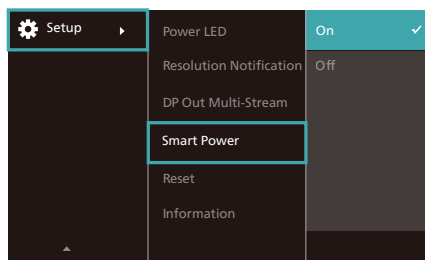 Setup
Power LED
Resolution Notification
DP Out Multi-Stream
Smart Power
Reset
Information
On
Off